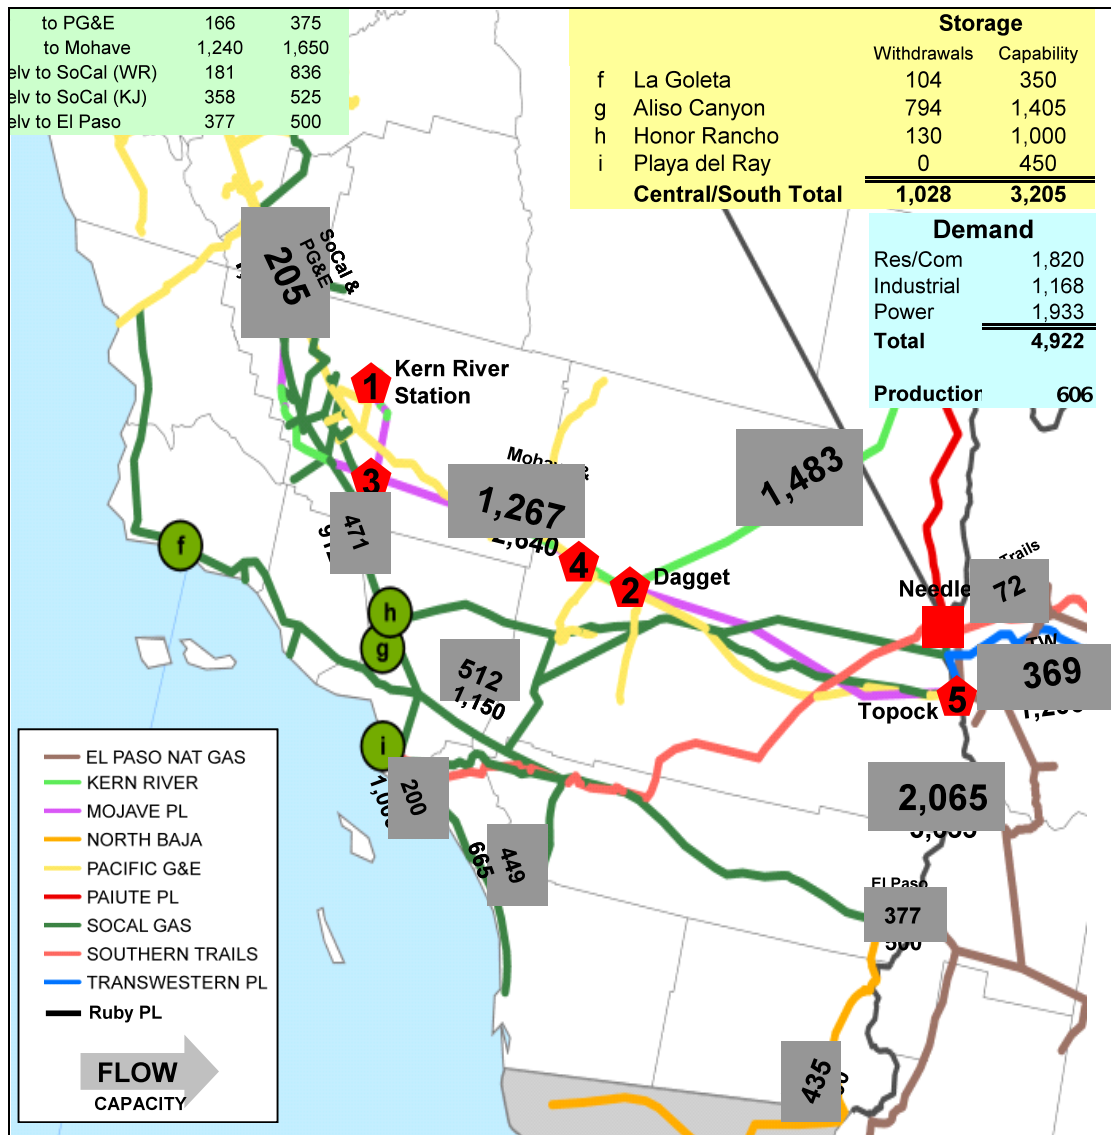 to PG&E 166 375
to Mohave 1,240 1,650
elv to SoCal (WR) 181 836
elv to SoCal (KJ) 358 525
elv to El Paso 377 500
Storage
Withdrawals Capability
f La Goleta 104 350
g Aliso Canyon 794 1,405
h Honor Rancho 130 1,000
i Playa del Ray 0 450
Central/South Total 1,028 3,205
Demand
Res/Com 1,820
Industrial 1,168
Power 1,933
Total 4,922
Production 606
SoCal &
PG&E
205
1
Kern River
Station
3
1,267
1,483
471
4
2
Dagget
Trails
72
Needle
TW
369
5
Topock
f
h
g
i
512
1,150
200
665
449
2,065
El Paso
377
500
435
EL PASO NAT GAS
KERN RIVER
MOJAVE PL
NORTH BAJA
PACIFIC G&E
PAIUTE PL
SOCAL GAS
SOUTHERN TRAILS
TRANSWESTERN PL
Ruby PL
FLOW
CAPACITY